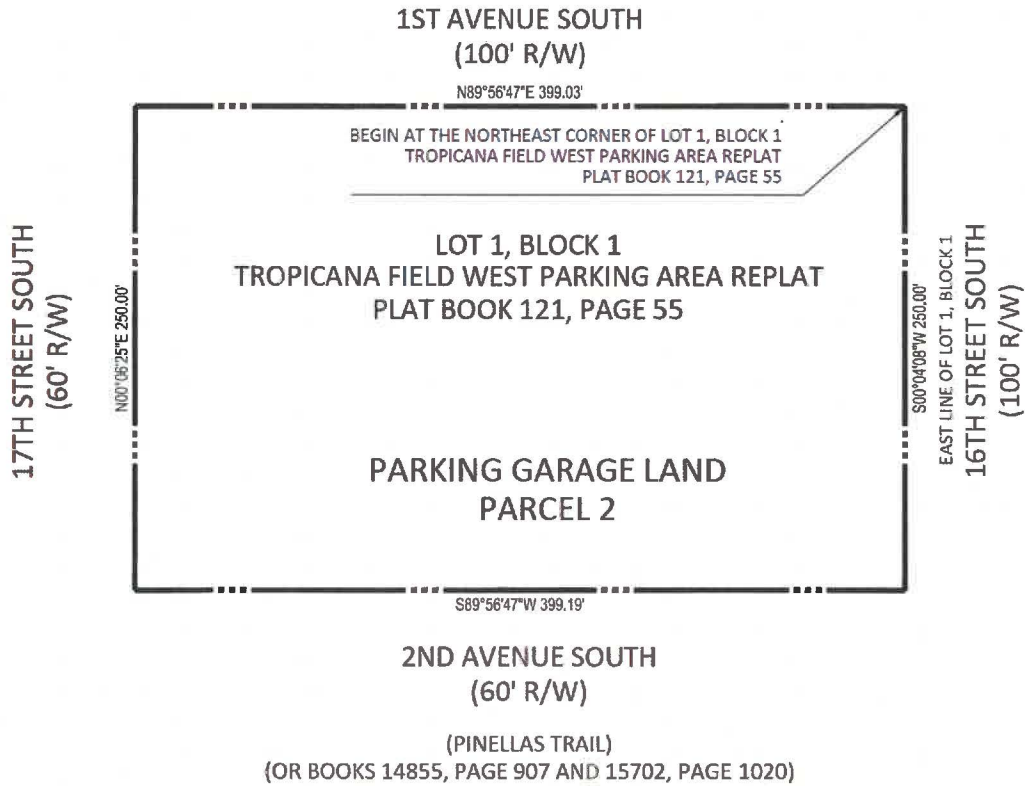 1ST AVENUE SOUTH
(100' R/W)
N89°56'47"E 399.03'
BEGIN AT THE NORTHEAST CORNER OF LOT 1, BLOCK 1
TROPICANA FIELD WEST PARKING AREA REPLAT
PLAT BOOK 121, PAGE 55
LOT 1, BLOCK 1
TROPICANA FIELD WEST PARKING AREA REPLAT
PLAT BOOK 121, PAGE 55
17TH STREET SOUTH
(60' R/W)
N00°06'25"E 250.00'
S00°04'08"W 250.00'
EAST LINE OF LOT 1, BLOCK 1
16TH STREET SOUTH
(100' R/W)
PARKING GARAGE LAND
PARCEL 2
S89°56'47"W 399.19'
2ND AVENUE SOUTH
(60' R/W)
(PINELLAS TRAIL)
(OR BOOKS 14855, PAGE 907 AND 15702, PAGE 1020)